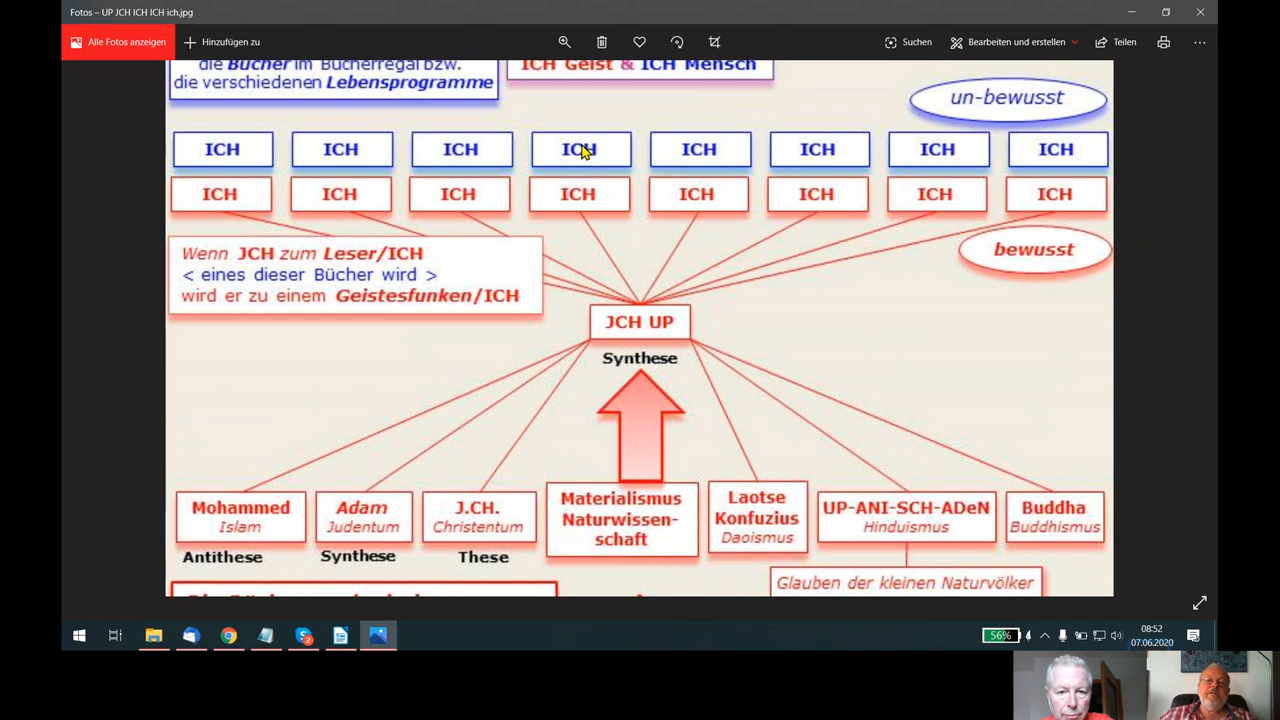 Fotos – UP JCH ICH ICH ich.jpg
Alle Fotos anzeigen
Hinzufügen zu
Suchen
Bearbeiten und erstellen
Teilen
die Bücher im Bücherregal bzw.
die verschiedenen Lebensprogramme
ICH Geist & ICH Mensch
un-bewusst
ICH ICH ICH ICH ICH ICH ICH ICH
ICH ICH ICH ICH ICH ICH ICH ICH
Wenn JCH zum Leser/ICH
< eines dieser Bücher wird >
wird er zu einem Geistesfunken/ICH
bewusst
JCH UP
Synthese
Mohammed
Islam
Antithese
Adam
Judentum
Synthese
J.CH.
Christentum
These
Materialismus
Naturwissen-
schaft
Laotse
Konfuzius
Daoismus
UP-ANI-SCH-ADeN
Hinduismus
Buddha
Buddhismus
Glauben der kleinen Naturvölker
56%
08:52
07.06.2020
2